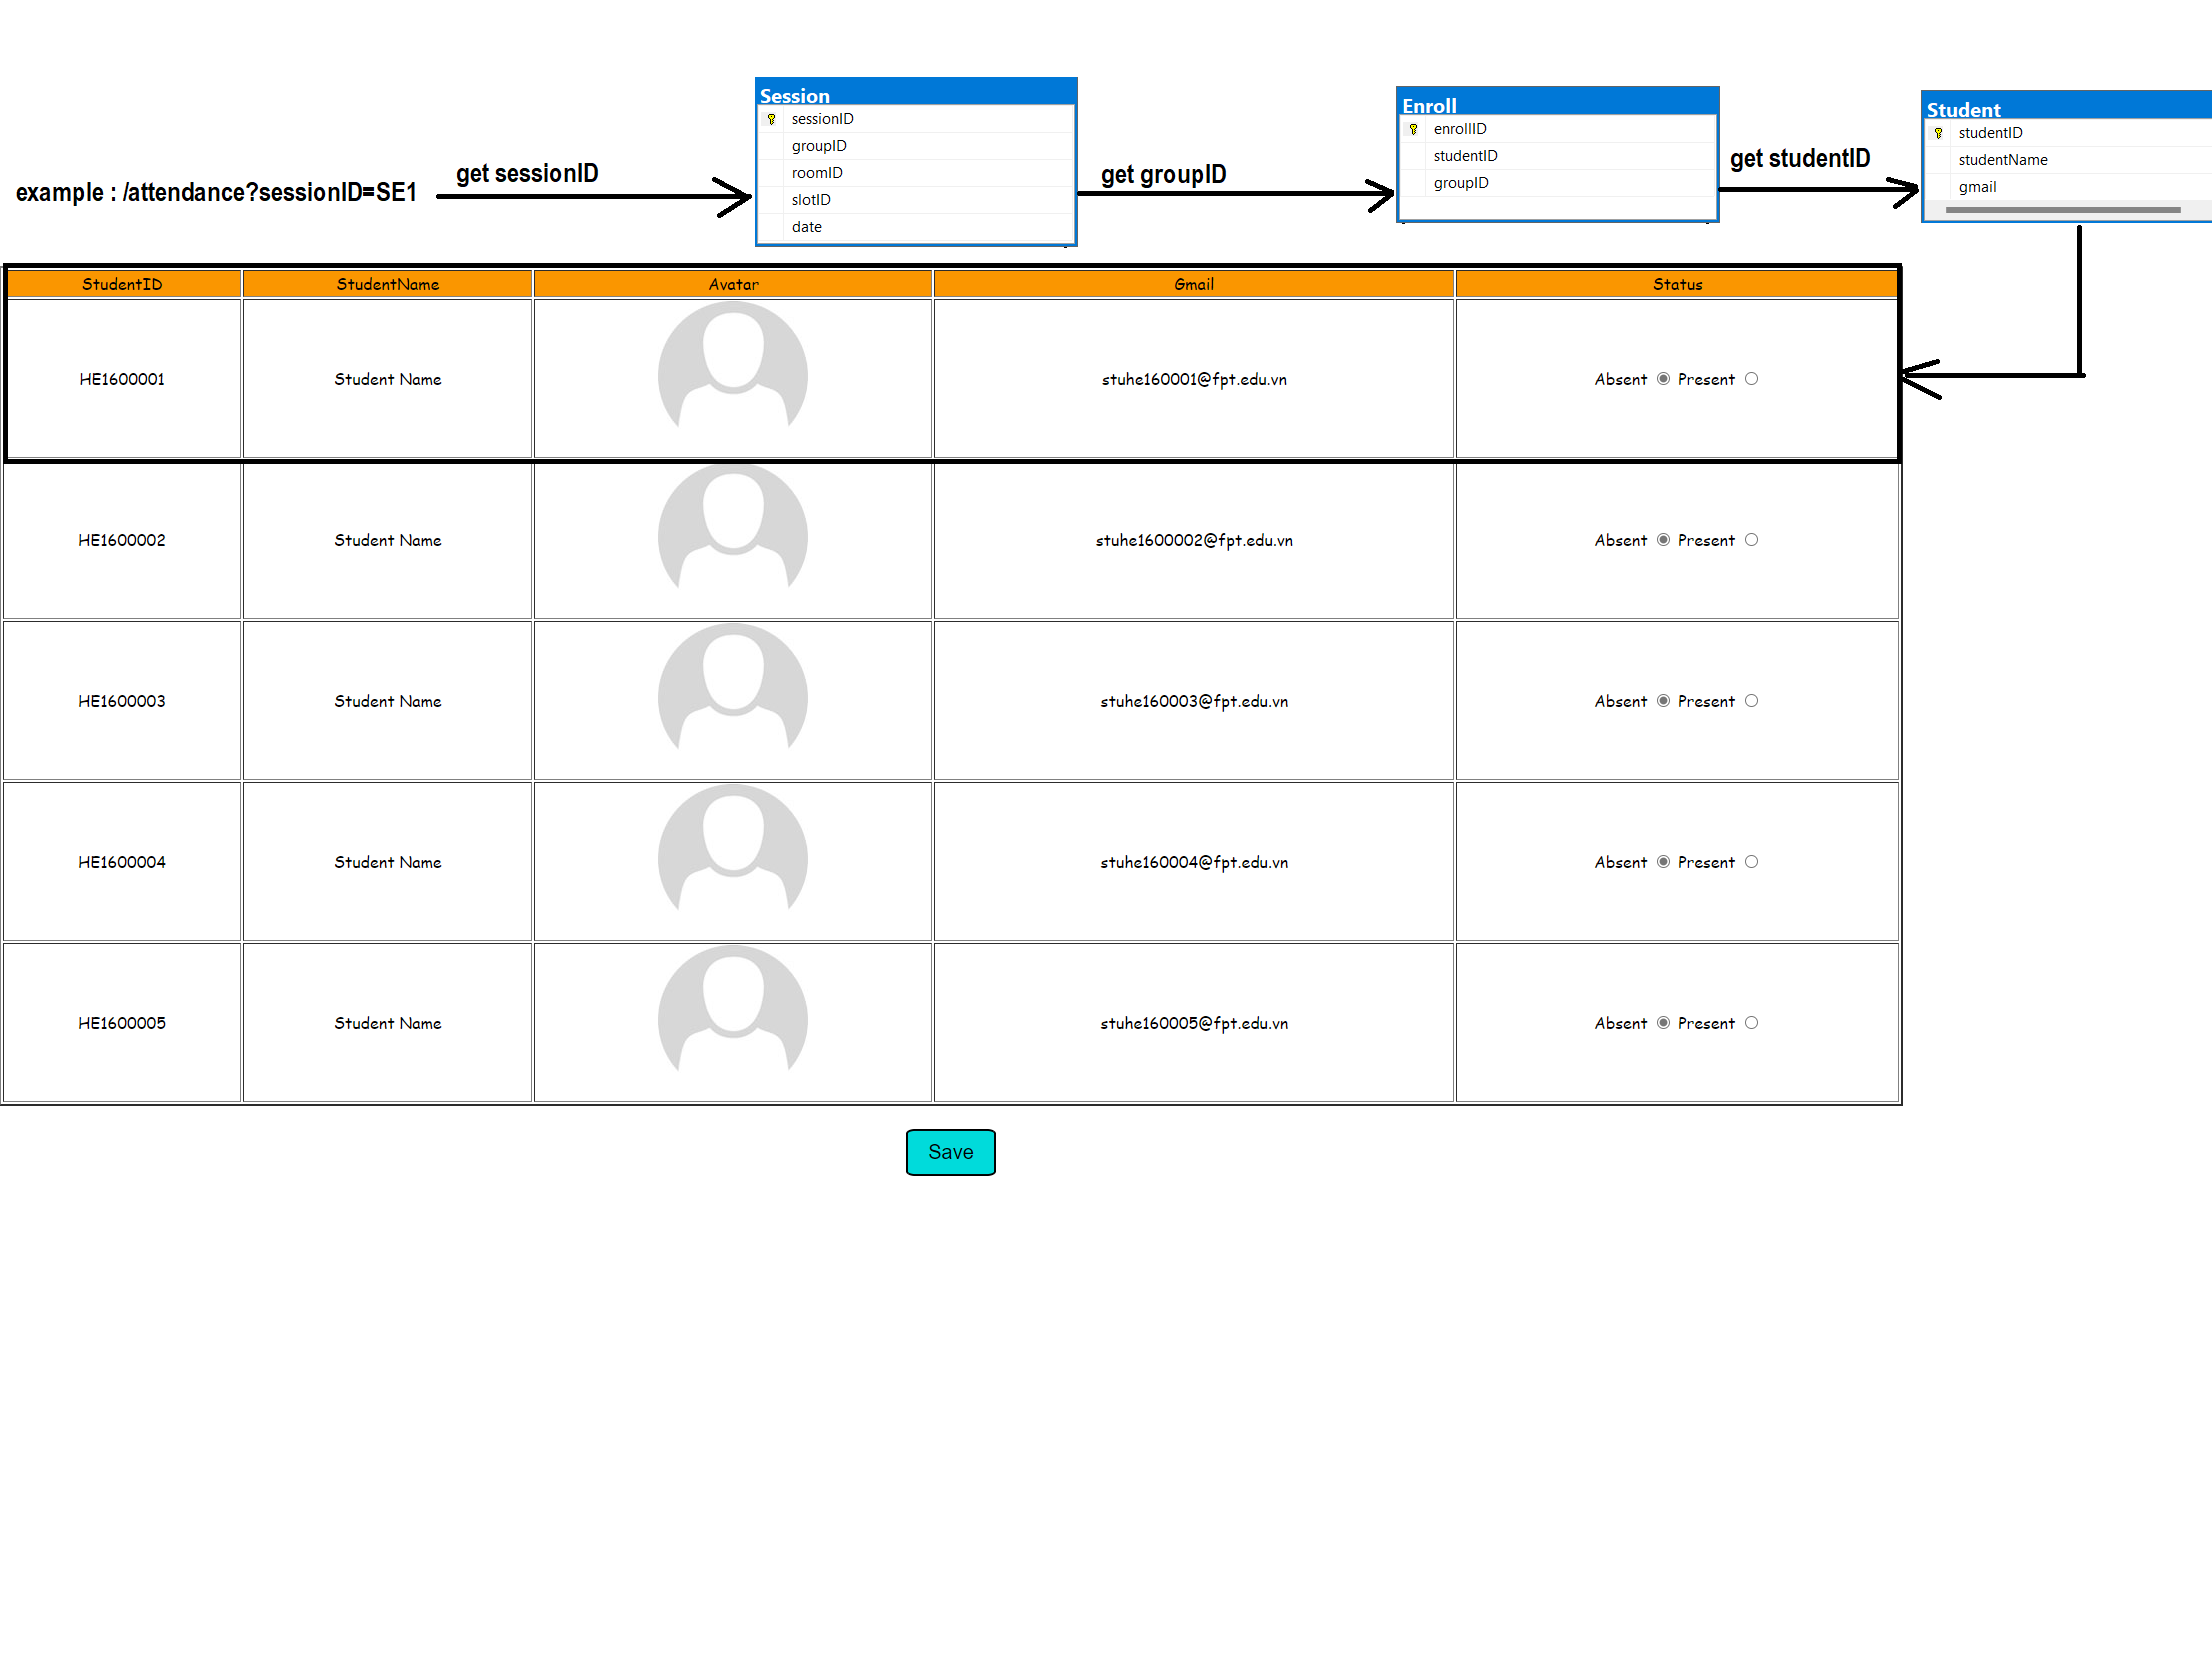 example : /attendance?sessionID=SE1
get sessionID
Session
sessionID
groupID
roomID
slotID
date
get groupID
Enroll
enrollID
studentID
groupID
get studentID
Student
studentID
studentName
gmail
StudentID StudentName Avatar Gmail Status
HE1600001 Student Name stuhe160001@fpt.edu.vn Absent Present
HE1600002 Student Name stuhe1600002@fpt.edu.vn Absent Present
HE1600003 Student Name stuhe160003@fpt.edu.vn Absent Present
HE1600004 Student Name stuhe160004@fpt.edu.vn Absent Present
HE1600005 Student Name stuhe160005@fpt.edu.vn Absent Present
Save